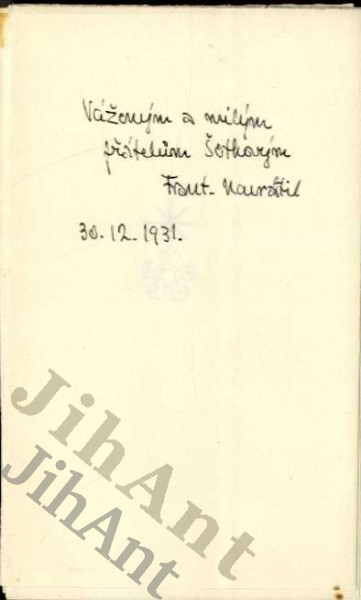 Váženým a milým
přátelům Šotkovým
Frant. Navrátil
30.12.1931.
JihAnt
JihAnt